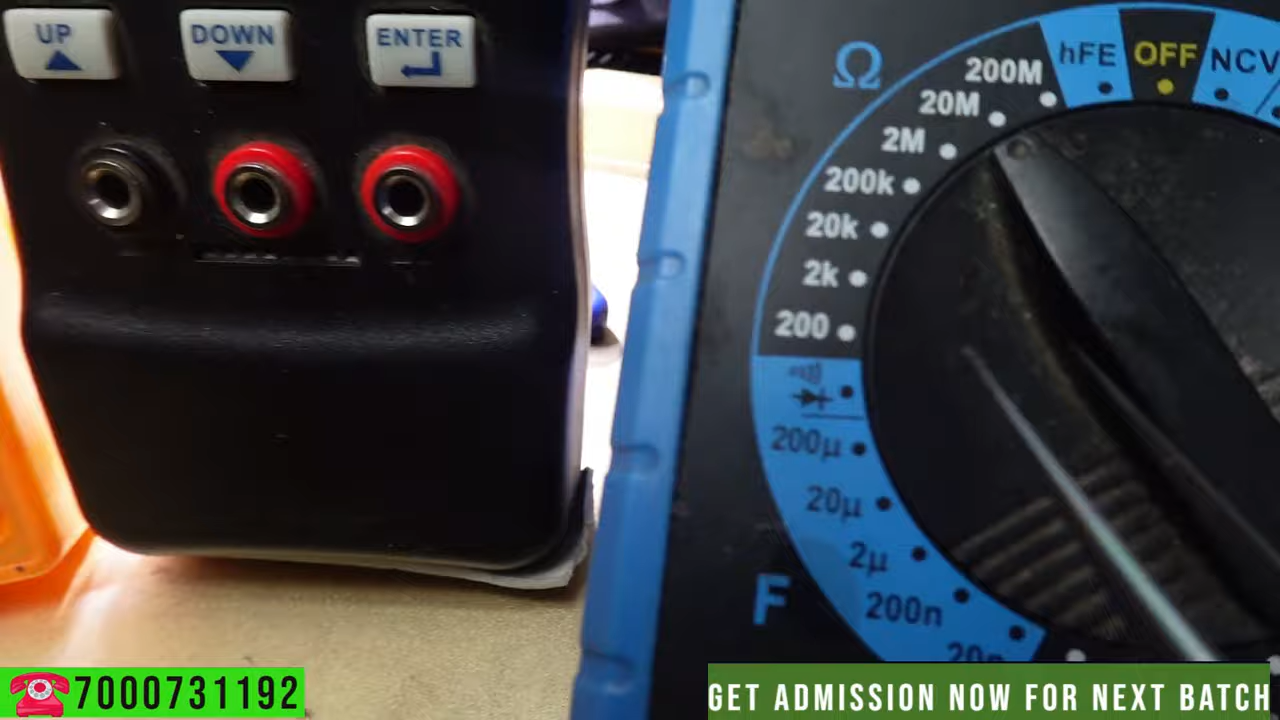 UP
DOWN
ENTER
Ω
200M
20M
2M
200k
20k
2k
200
200µ
20µ
2µ
200n
F
hFE
OFF
NCV
7000731192
GET ADMISSION NOW FOR NEXT BATCH